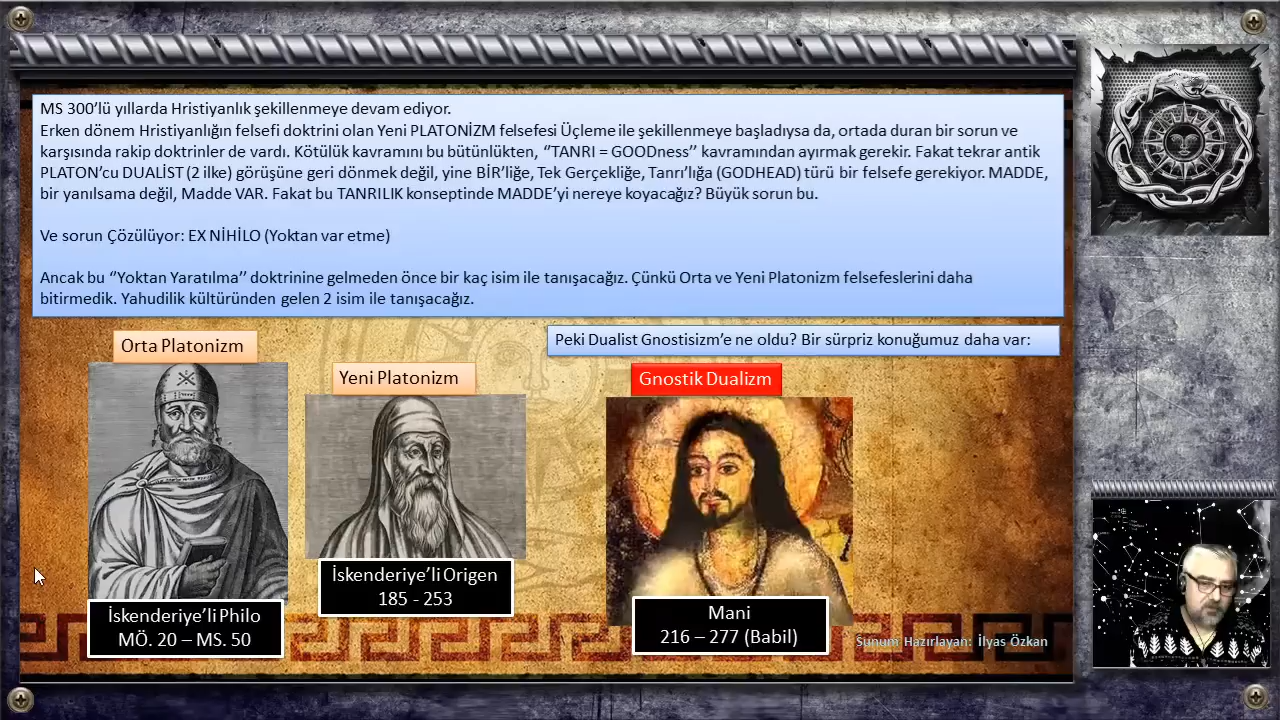 MS 300’lü yıllarda Hristiyanlık şekillenmeye devam ediyor.
Erken dönem Hristiyanlığın felsefi doktrini olan Yeni PLATONİZM felsefesi Üçleme ile şekillenmeye başladıysa da, ortada duran bir sorun ve
karşısında rakip doktrinler de vardı. Kötülük kavramını bu bütünlükten, ‘‘TANRI = GOODness’’ kavramından ayırmak gerekir. Fakat tekrar antik
PLATON’cu DUALİST (2 ilke) görüşüne geri dönmek değil, yine BİR’liğe, Tek Gerçekliğe, Tanrı’lığa (GODHEAD) türü bir felsefe gerekiyor. MADDE,
bir yanılsama değil, Madde VAR. Fakat bu TANRILIK konseptinde MADDE’yi nereye koyacağız? Büyük sorun bu.
Ve sorun Çözülüyor: EX NİHİLO (Yoktan var etme)
Ancak bu ‘‘Yoktan Yaratılma’’ doktrinine gelmeden önce bir kaç isim ile tanışacağız. Çünkü Orta ve Yeni Platonizm felsefeslerini daha
bitirmedik. Yahudilik kültüründen gelen 2 isim ile tanışacağız.
Peki Dualist Gnostisizm’e ne oldu? Bir sürpriz konuğumuz daha var:
Orta Platonizm
Yeni Platonizm
Gnostik Dualizm
İskenderiye’li Philo
MÖ. 20 – MS. 50
İskenderiye’li Origen
185 - 253
Mani
216 – 277 (Babil)
Sunum Hazırlayan: İlyas Özkan